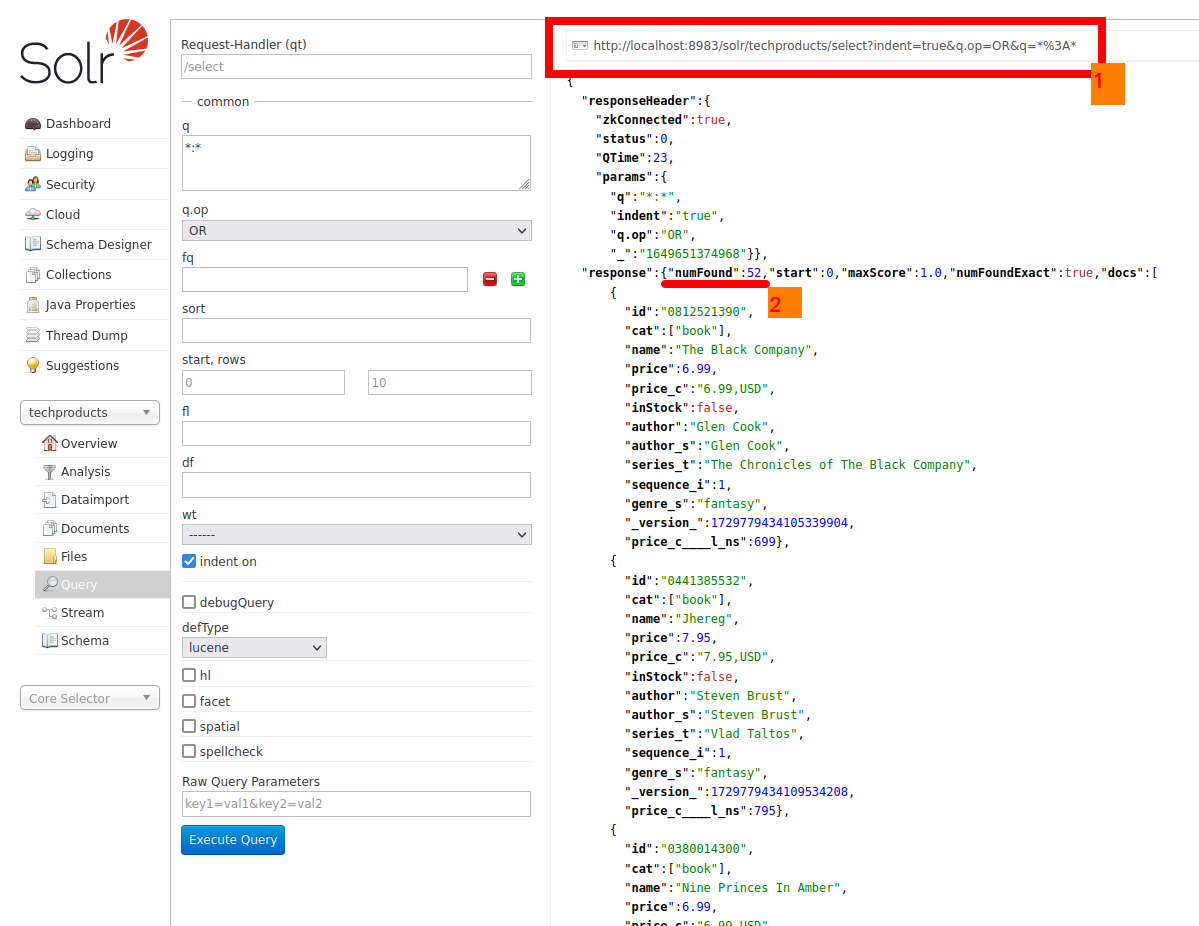 Solr
Dashboard
Logging
Security
Cloud
Schema Designer
Collections
Java Properties
Thread Dump
Suggestions
techproducts
Overview
Analysis
Dataimport
Documents
Files
Query
Stream
Schema
Core Selector
Request-Handler (qt)
/select
common
q
*:*
q.op
OR
fq
sort
start, rows
0 10
fl
df
wt
------
indent on
debugQuery
defType
lucene
hl
facet
spatial
spellcheck
Raw Query Parameters
key1=val1&key2=val2
Execute Query
http://localhost:8983/solr/techproducts/select?indent=true&q.op=OR&q=*%3A*
1
{
"responseHeader":{
"zkConnected":true,
"status":0,
"QTime":23,
"params":{
"q":"*:*",
"indent":"true",
"q.op":"OR",
"_":"1649651374968"}},
"response":{"numFound":52,"start":0,"maxScore":1.0,"numFoundExact":true,"docs":[
2
{
"id":"0812521390",
"cat":["book"],
"name":"The Black Company",
"price":6.99,
"price_c":"6.99,USD",
"inStock":false,
"author":"Glen Cook",
"author_s":"Glen Cook",
"series_t":"The Chronicles of The Black Company",
"sequence_i":1,
"genre_s":"fantasy",
"_version_":1729779434105339904,
"price_c____l_ns":699},
{
"id":"0441385532",
"cat":["book"],
"name":"Jhereg",
"price":7.95,
"price_c":"7.95,USD",
"inStock":false,
"author":"Steven Brust",
"author_s":"Steven Brust",
"series_t":"Vlad Taltos",
"sequence_i":1,
"genre_s":"fantasy",
"_version_":1729779434109534208,
"price_c____l_ns":795},
{
"id":"0380014300",
"cat":["book"],
"name":"Nine Princes In Amber",
"price":6.99,
"price_c":"6.99,USD",